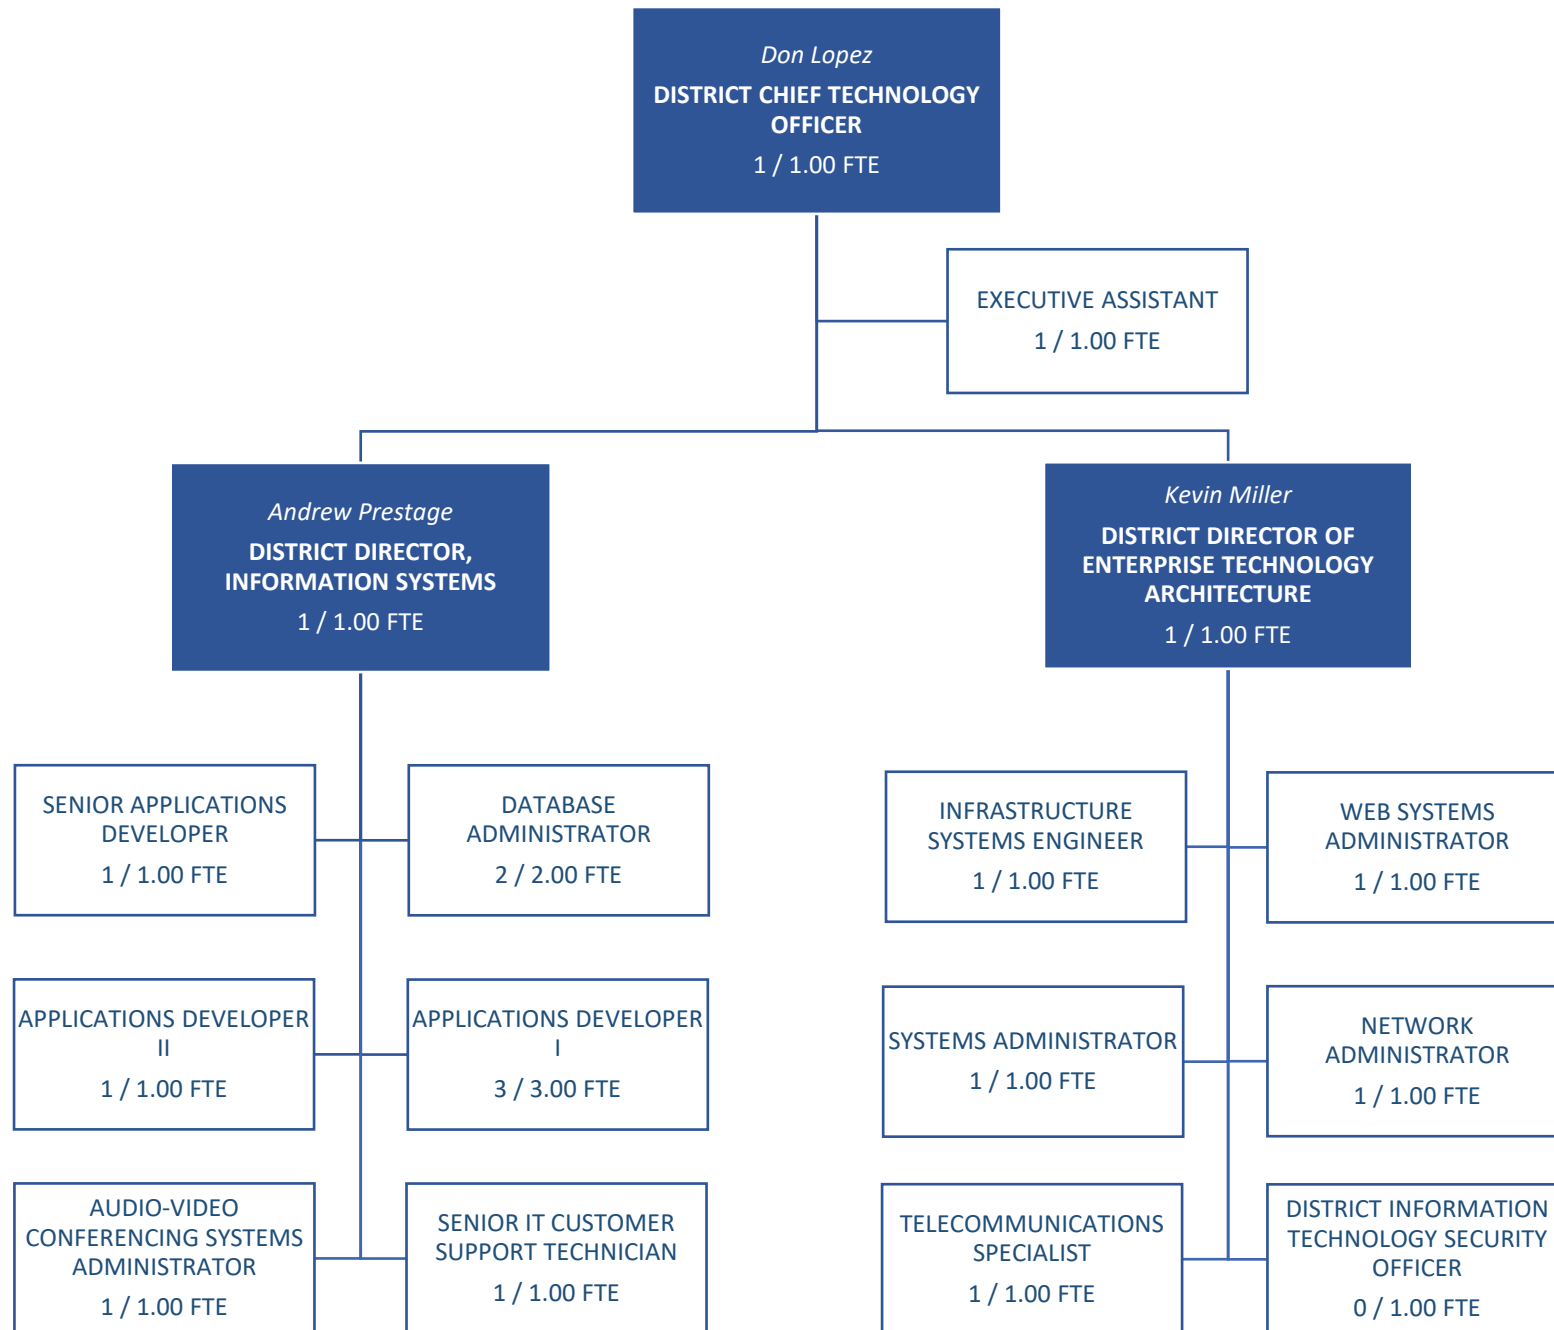 Don Lopez
DISTRICT CHIEF TECHNOLOGY
OFFICER
1 / 1.00 FTE
EXECUTIVE ASSISTANT
1 / 1.00 FTE
Andrew Prestage
DISTRICT DIRECTOR,
INFORMATION SYSTEMS
1 / 1.00 FTE
Kevin Miller
DISTRICT DIRECTOR OF
ENTERPRISE TECHNOLOGY
ARCHITECTURE
1 / 1.00 FTE
SENIOR APPLICATIONS
DEVELOPER
1 / 1.00 FTE
DATABASE
ADMINISTRATOR
2 / 2.00 FTE
INFRASTRUCTURE
SYSTEMS ENGINEER
1 / 1.00 FTE
WEB SYSTEMS
ADMINISTRATOR
1 / 1.00 FTE
APPLICATIONS DEVELOPER
II
1 / 1.00 FTE
APPLICATIONS DEVELOPER
I
3 / 3.00 FTE
SYSTEMS ADMINISTRATOR
1 / 1.00 FTE
NETWORK
ADMINISTRATOR
1 / 1.00 FTE
AUDIO-VIDEO
CONFERENCING SYSTEMS
ADMINISTRATOR
1 / 1.00 FTE
SENIOR IT CUSTOMER
SUPPORT TECHNICIAN
1 / 1.00 FTE
TELECOMMUNICATIONS
SPECIALIST
1 / 1.00 FTE
DISTRICT INFORMATION
TECHNOLOGY SECURITY
OFFICER
0 / 1.00 FTE